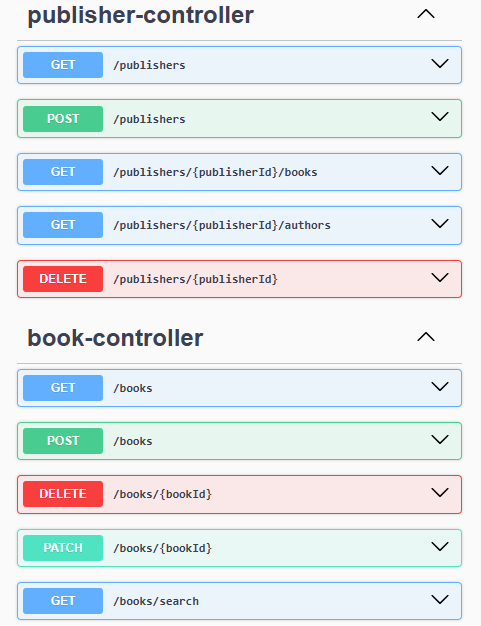 publisher-controller
GET /publishers
POST /publishers
GET /publishers/{publisherId}/books
GET /publishers/{publisherId}/authors
DELETE /publishers/{publisherId}
book-controller
GET /books
POST /books
DELETE /books/{bookId}
PATCH /books/{bookId}
GET /books/search